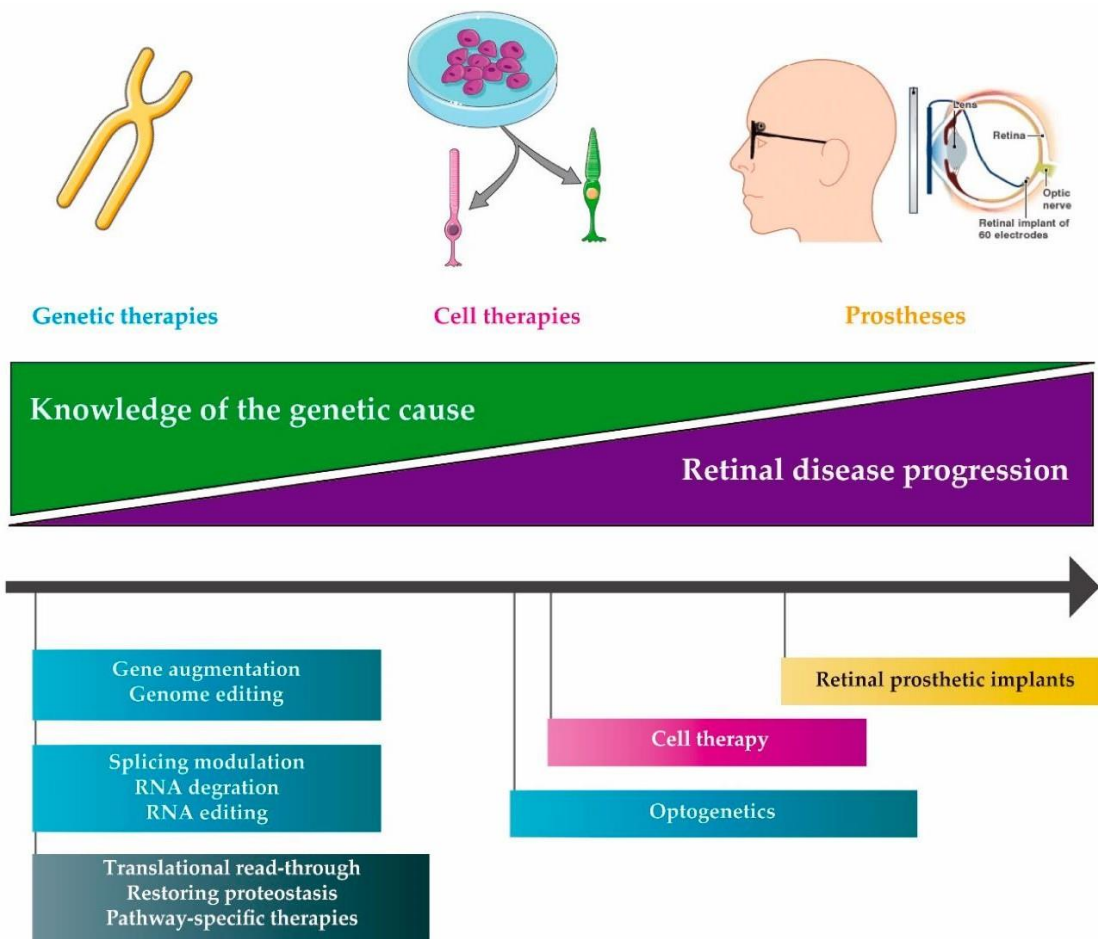 Lens
Retina
Optic
nerve
Retinal implant of
60 electrodes
Genetic therapies
Cell therapies
Prostheses
Knowledge of the genetic cause
Retinal disease progression
Gene augmentation
Genome editing
Splicing modulation
RNA degration
RNA editing
Translational read-through
Restoring proteostasis
Pathway-specific therapies
Retinal prosthetic implants
Cell therapy
Optogenetics